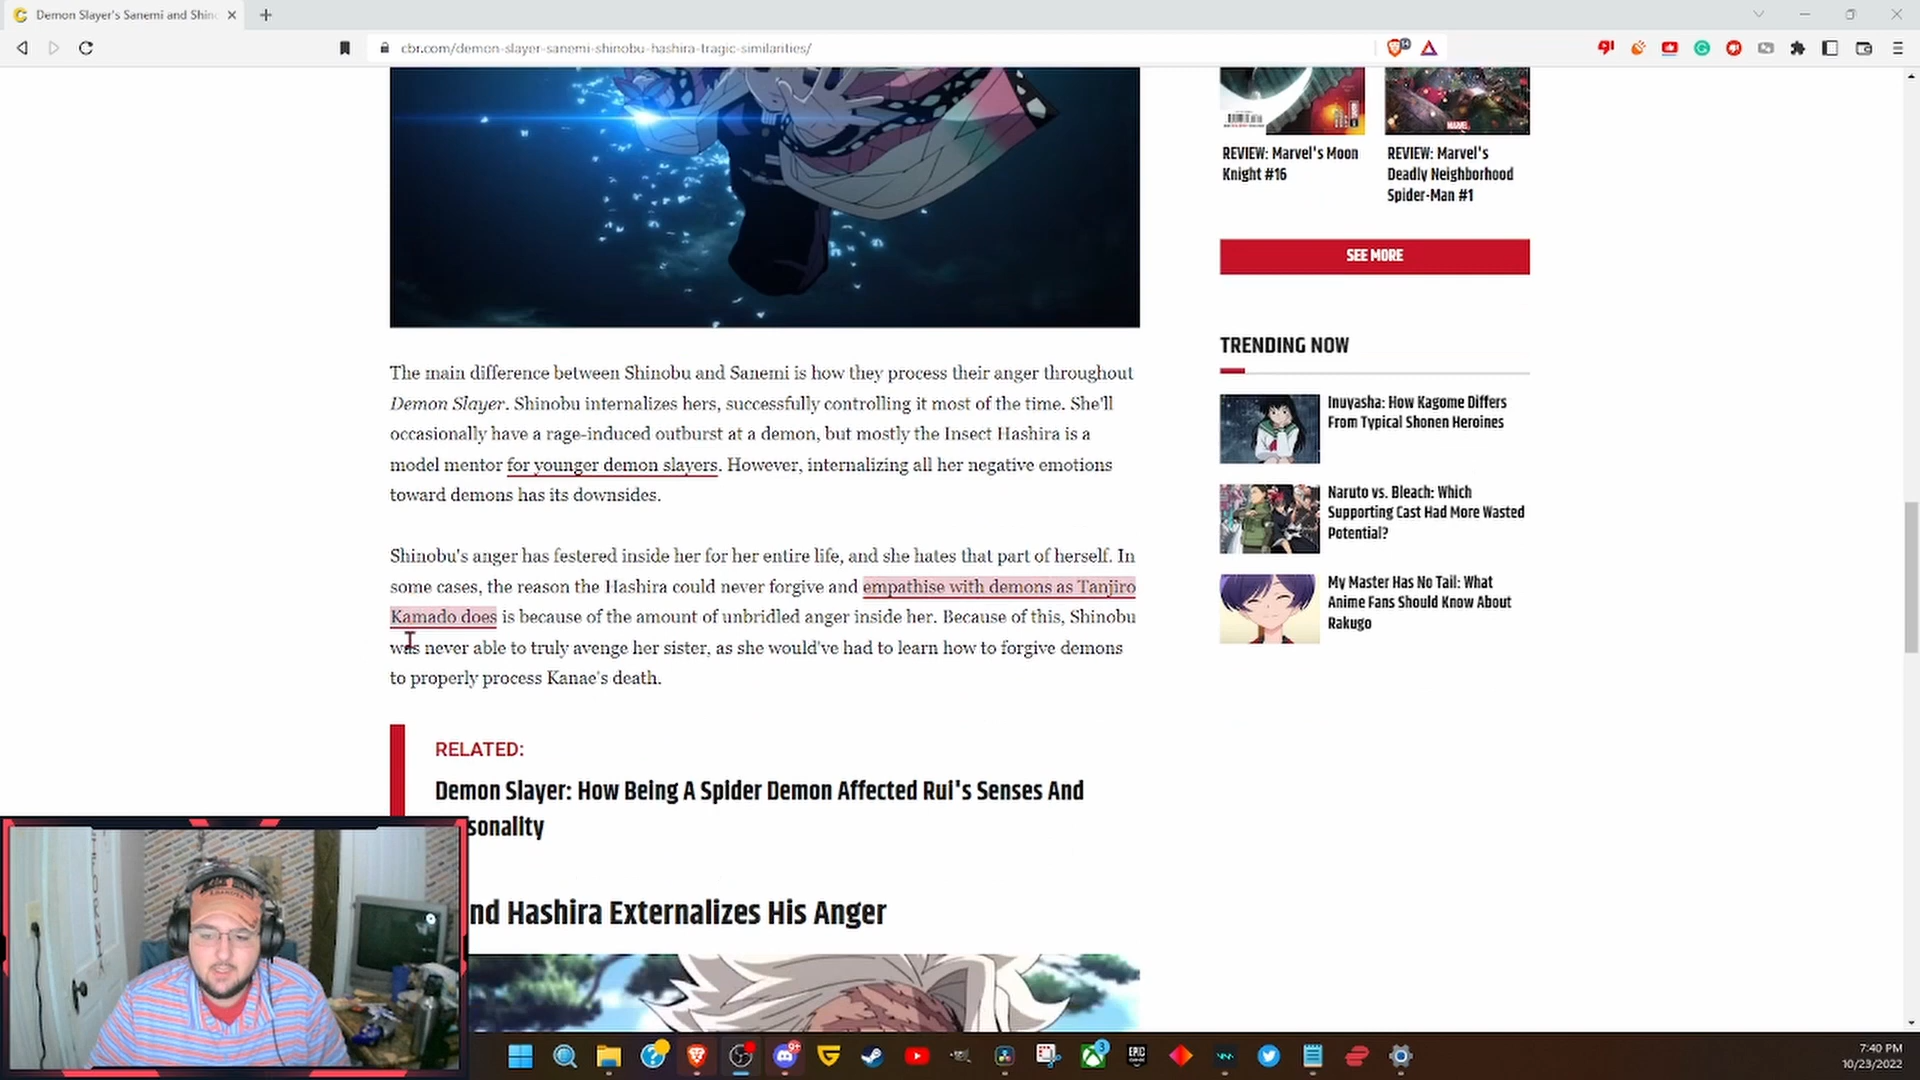 Demon Slayer's Sanemi and Shin
cbr.com/demon-slayer-sanemi-shinobu-hashira-tragic-similarities/
MARVEL
REVIEW: Marvel's Moon
Knight #16
REVIEW: Marvel's
Deadly Neighborhood
Spider-Man #1
SEE MORE
The main difference between Shinobu and Sanemi is how they process their anger throughout
Demon Slayer. Shinobu internalizes hers, successfully controlling it most of the time. She'll
occasionally have a rage-induced outburst at a demon, but mostly the Insect Hashira is a
model mentor for younger demon slayers. However, internalizing all her negative emotions
toward demons has its downsides.
Shinobu's anger has festered inside her for her entire life, and she hates that part of herself. In
some cases, the reason the Hashira could never forgive and empathise with demons as Tanjiro
Kamado does is because of the amount of unbridled anger inside her. Because of this, Shinobu
was never able to truly avenge her sister, as she would've had to learn how to forgive demons
to properly process Kanae's death.
RELATED:
Demon Slayer: How Being A Spider Demon Affected Rui's Senses And
sonality
nd Hashira Externalizes His Anger
TRENDING NOW
Inuyasha: How Kagome Differs
From Typical Shonen Heroines
Naruto vs. Bleach: Which
Supporting Cast Had More Wasted
Potential?
My Master Has No Tail: What
Anime Fans Should Know About
Rakugo
9+
EPIC
3
7:40 PM
10/23/2022